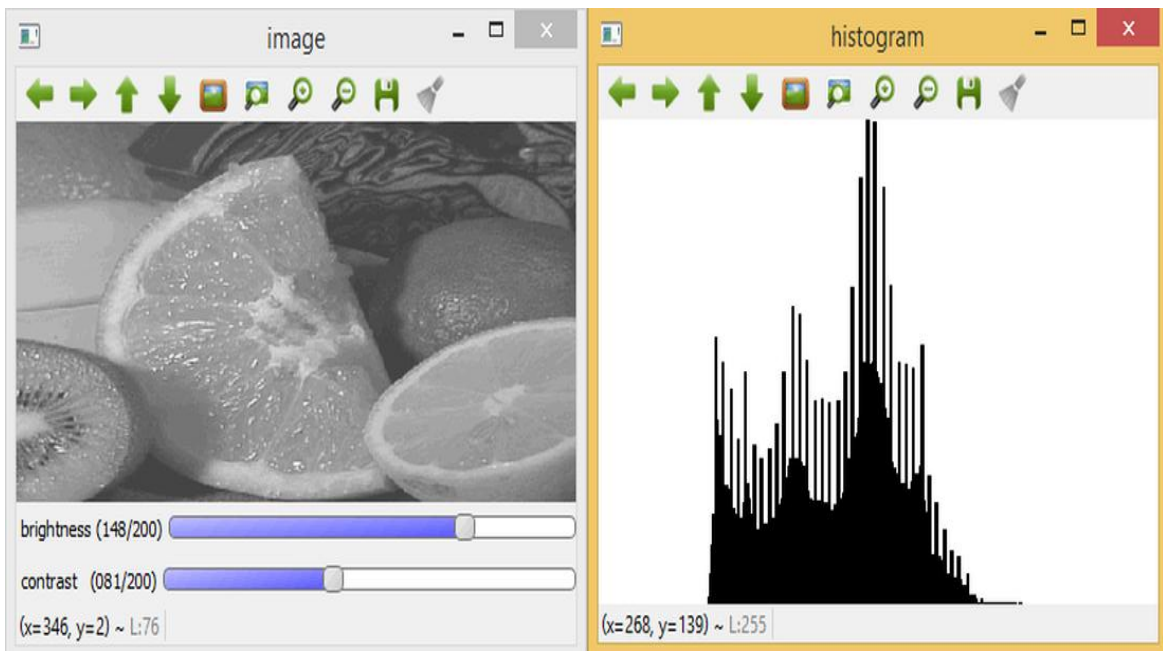 image
brightness (148/200)
contrast (081/200)
(x=346, y=2) ~ L:76
histogram
(x=268, y=139) ~ L:255